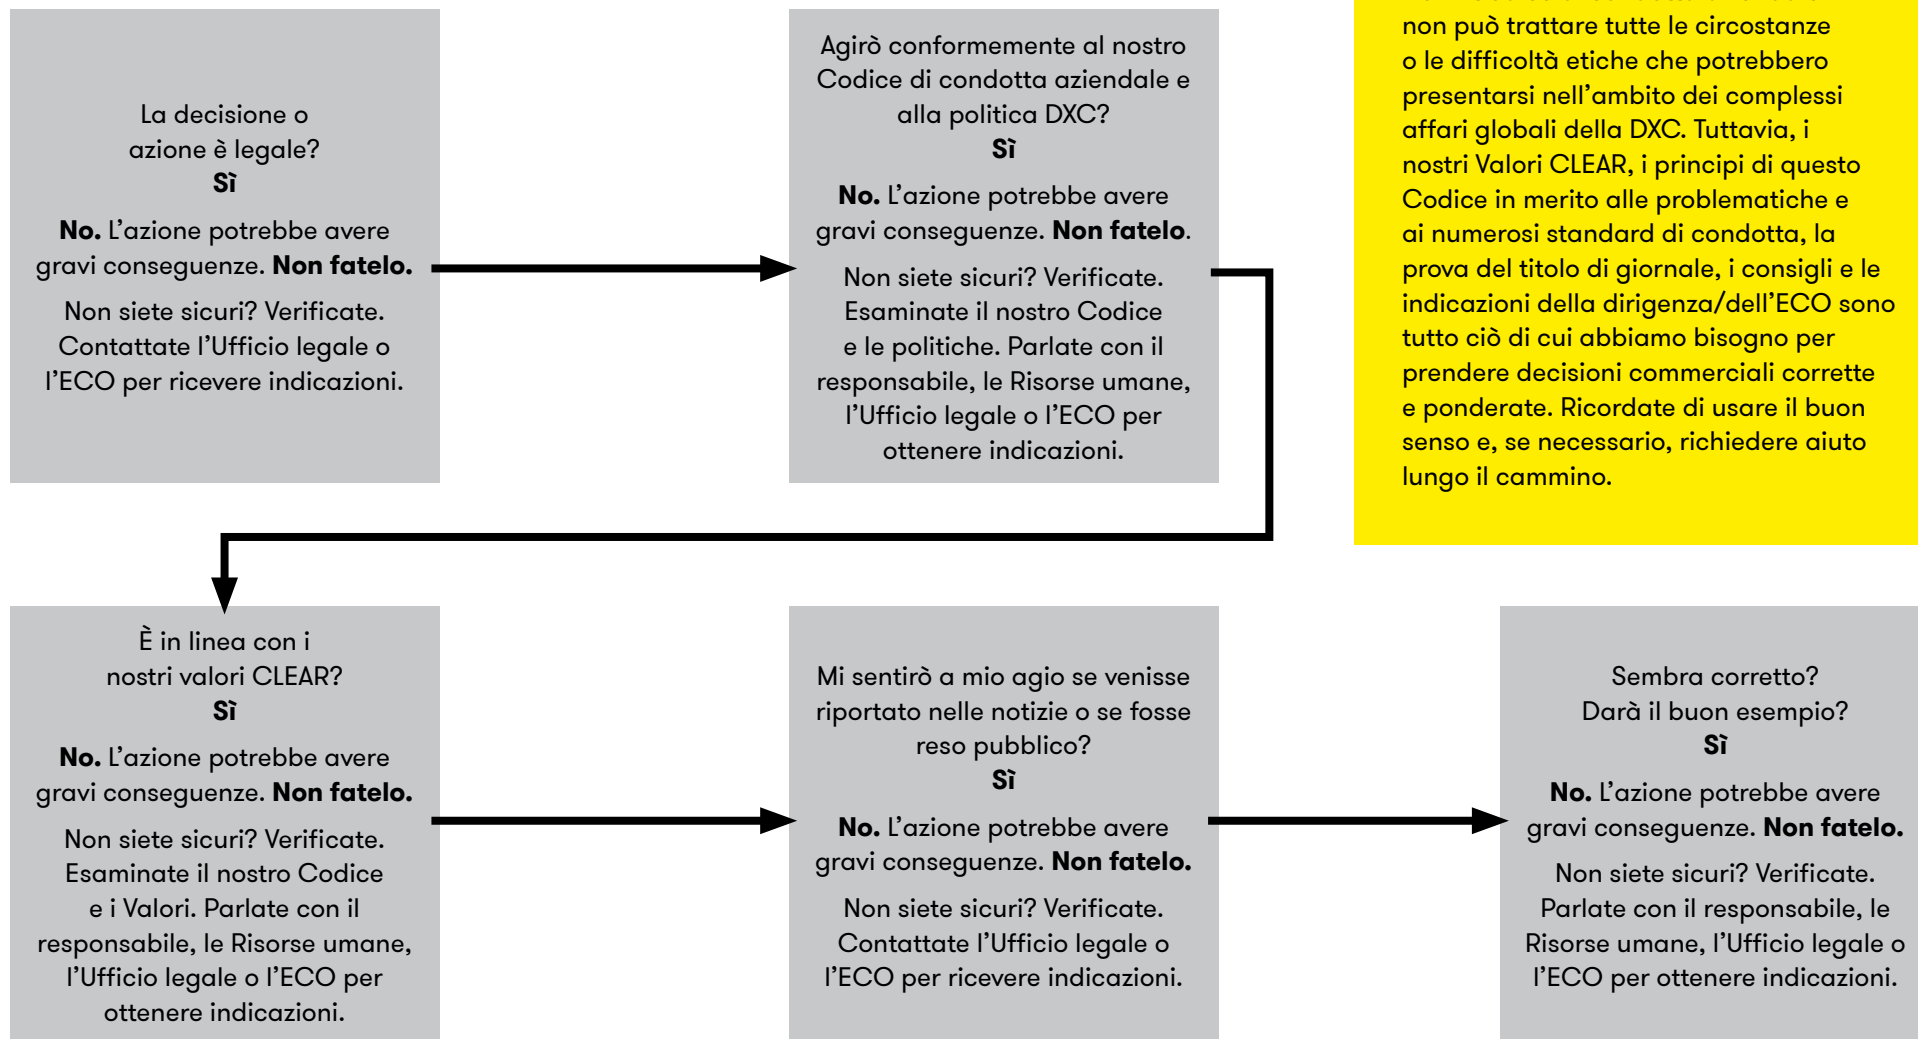 La decisione o
azione è legale?
Sì
No. L'azione potrebbe avere
gravi conseguenze. Non fatelo.
Non siete sicuri? Verificate.
Contattate l'Ufficio legale o
l'ECO per ricevere indicazioni.
Agirò conformemente al nostro
Codice di condotta aziendale e
alla politica DXC?
Sì
No. L'azione potrebbe avere
gravi conseguenze. Non fatelo.
Non siete sicuri? Verificate.
Esaminate il nostro Codice
e le politiche. Parlate con il
responsabile, le Risorse umane,
l'Ufficio legale o l'ECO per
ottenere indicazioni.
non può trattare tutte le circostanze
o le difficoltà etiche che potrebbero
presentarsi nell'ambito dei complessi
affari globali della DXC. Tuttavia, i
nostri Valori CLEAR, i principi di questo
Codice in merito alle problematiche e
ai numerosi standard di condotta, la
prova del titolo di giornale, i consigli e le
indicazioni della dirigenza/dell'ECO sono
tutto ciò di cui abbiamo bisogno per
prendere decisioni commerciali corrette
e ponderate. Ricordate di usare il buon
senso e, se necessario, richiedere aiuto
lungo il cammino.
È in linea con i
nostri valori CLEAR?
Sì
No. L'azione potrebbe avere
gravi conseguenze. Non fatelo.
Non siete sicuri? Verificate.
Esaminate il nostro Codice
e i Valori. Parlate con il
responsabile, le Risorse umane,
l'Ufficio legale o l'ECO per
ottenere indicazioni.
Mi sentirò a mio agio se venisse
riportato nelle notizie o se fosse
reso pubblico?
Sì
No. L'azione potrebbe avere
gravi conseguenze. Non fatelo.
Non siete sicuri? Verificate.
Contattate l'Ufficio legale o
l'ECO per ricevere indicazioni.
Sembra corretto?
Darà il buon esempio?
Sì
No. L'azione potrebbe avere
gravi conseguenze. Non fatelo.
Non siete sicuri? Verificate.
Parlate con il responsabile, le
Risorse umane, l'Ufficio legale o
l'ECO per ottenere indicazioni.